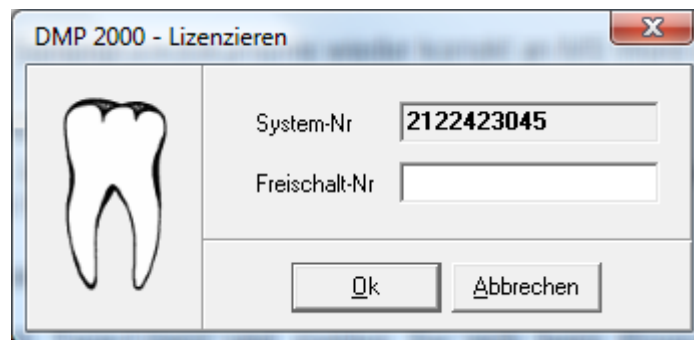 DMP 2000 - Lizenzieren
System-Nr 2122423045
Freischalt-Nr
Ok Abbrechen